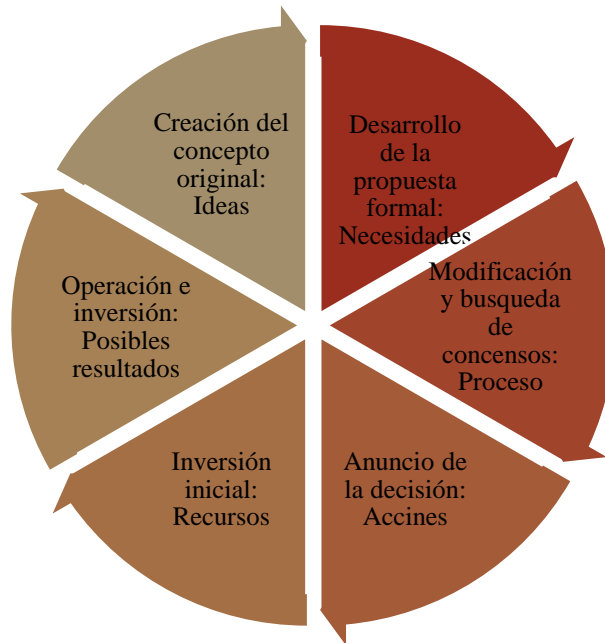 Creación del
concepto
original:
Ideas
Desarrollo
de la
propuesta
formal:
Necesidades
Modificación
y busqueda
de
concensos:
Proceso
Anuncio de
la decisión:
Accines
Inversión
inicial:
Recursos
Operación e
inversión:
Posibles
resultados